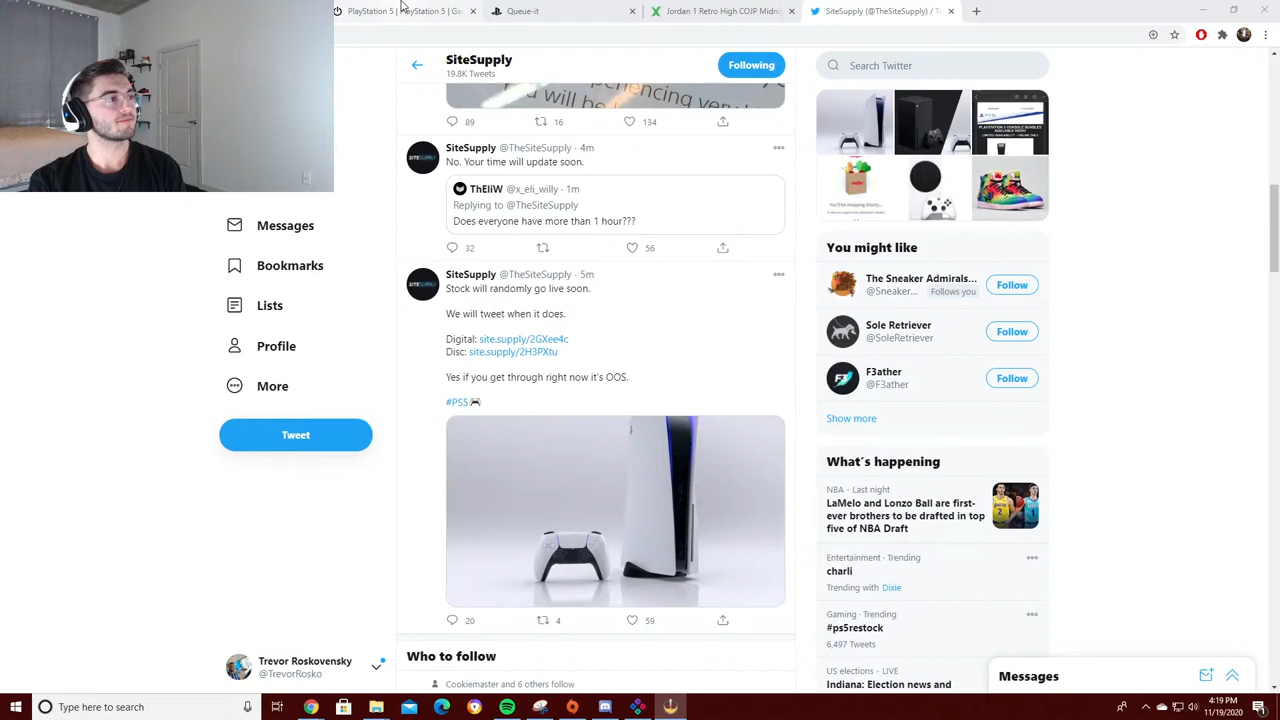 PlayStation 5 | PlayStation 5 | Ga
Queue-it
Jordan 1 Retro High COJP Midn
SiteSupply (@TheSiteSupply) / T
SiteSupply
19.8K Tweets
Following
Search Twitter
89
16
134
SiteSupply @TheSiteSupply · 4m
No. Your time will update soon.
ThEliW @x_eli_willy · 1m
Replying to @TheSiteSupply
Does everyone have more than 1 hour???
32
56
SiteSupply @TheSiteSupply · 5m
Stock will randomly go live soon.
We will tweet when it does.
Digital: site.supply/2GXee4c
Disc: site.supply/2H3PXtu
Yes if you get through right now it's OOS.
#PS5🎮
20
4
59
Who to follow
Cookiemaster and 6 others follow
Messages
Bookmarks
Lists
Profile
More
Tweet
Trevor Roskovensky
@TrevorRosko
You might like
The Sneaker Admirals...
@Sneaker... Follows you
Follow
Sole Retriever
@SoleRetriever
Follow
F3ather
@F3ather
Follow
Show more
What's happening
NBA · Last night
LaMelo and Lonzo Ball are first-
ever brothers to be drafted in top
five of NBA Draft
Entertainment · Trending
charli
Trending with Dixie
Gaming · Trending
#ps5restock
6,497 Tweets
US elections · LIVE
Indiana: Election news and
Messages
Type here to search
4:19 PM
11/19/2020